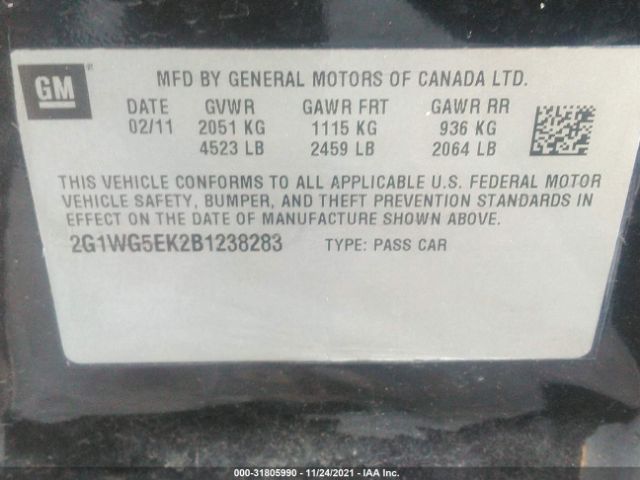 GM®
MFD BY GENERAL MOTORS OF CANADA LTD.
DATE GVWR GAWR FRT GAWR RR
02/11 2051 KG 1115 KG 936 KG
4523 LB 2459 LB 2064 LB
THIS VEHICLE CONFORMS TO ALL APPLICABLE U.S. FEDERAL MOTOR
VEHICLE SAFETY, BUMPER, AND THEFT PREVENTION STANDARDS IN
EFFECT ON THE DATE OF MANUFACTURE SHOWN ABOVE.
2G1WG5EK2B1238283 TYPE: PASS CAR
000-31805990 - 11/24/2021 - IAA Inc.